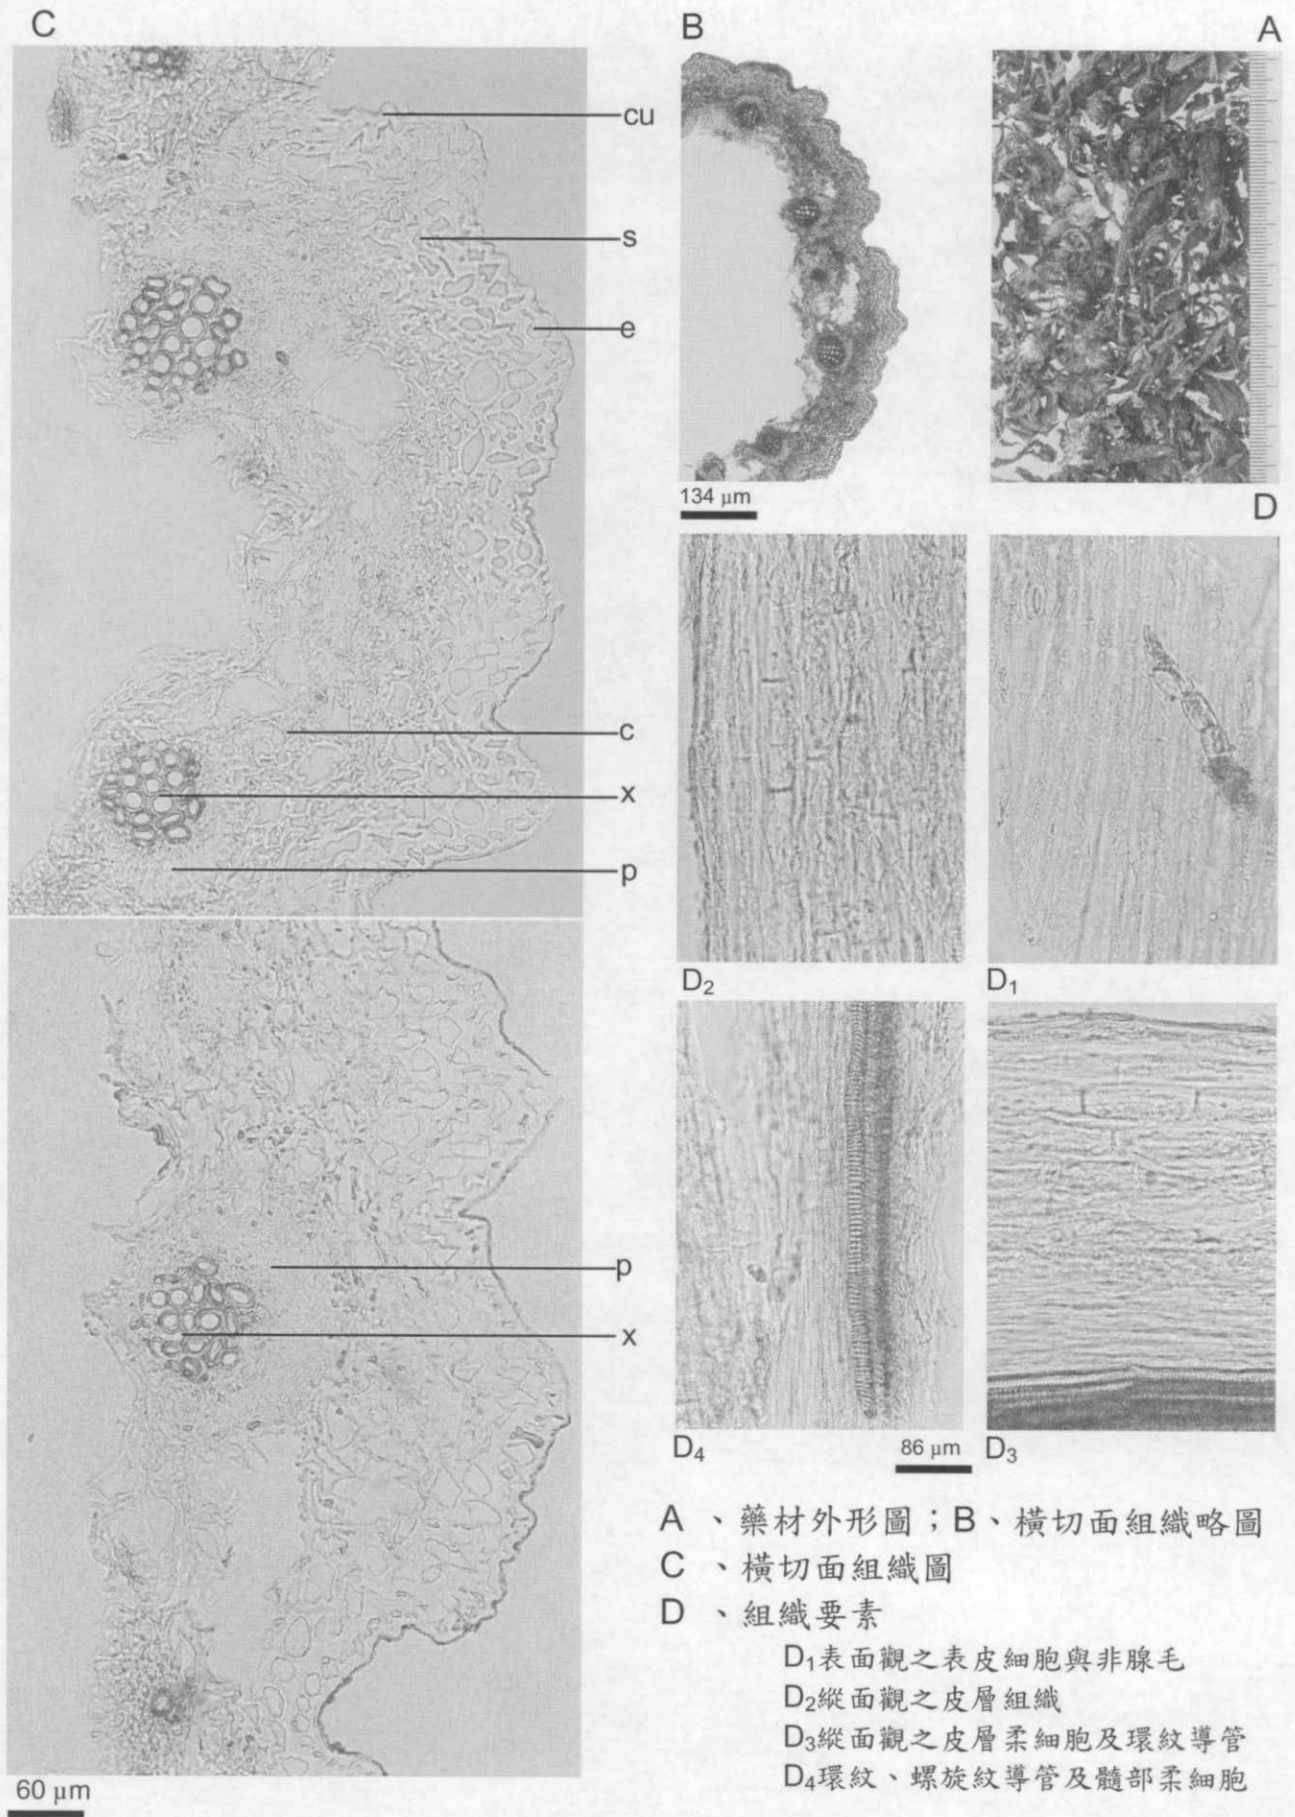 C
B
A
cu
s
e
c
x
p
134 μm
D
D₂
D₁
p
x
D₄
86 μm
D₃
60 μm
A 、藥材外形圖；B、橫切面組織略圖
C 、橫切面組織圖
D 、組織要素
D₁表面觀之表皮細胞與非腺毛
D₂縱面觀之皮層組織
D₃縱面觀之皮層柔細胞及環紋導管
D₄環紋、螺旋紋導管及髓部柔細胞